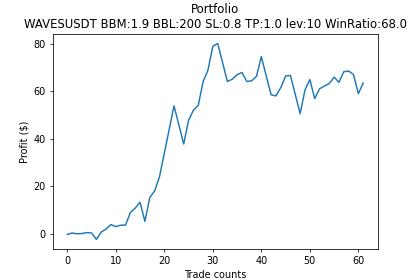 Portfolio
WAVESUSDT BBM:1.9 BBL:200 SL:0.8 TP:1.0 lev:10 WinRatio:68.0
80
60
40
20
0
Profit ($)
0 10 20 30 40 50 60
Trade counts